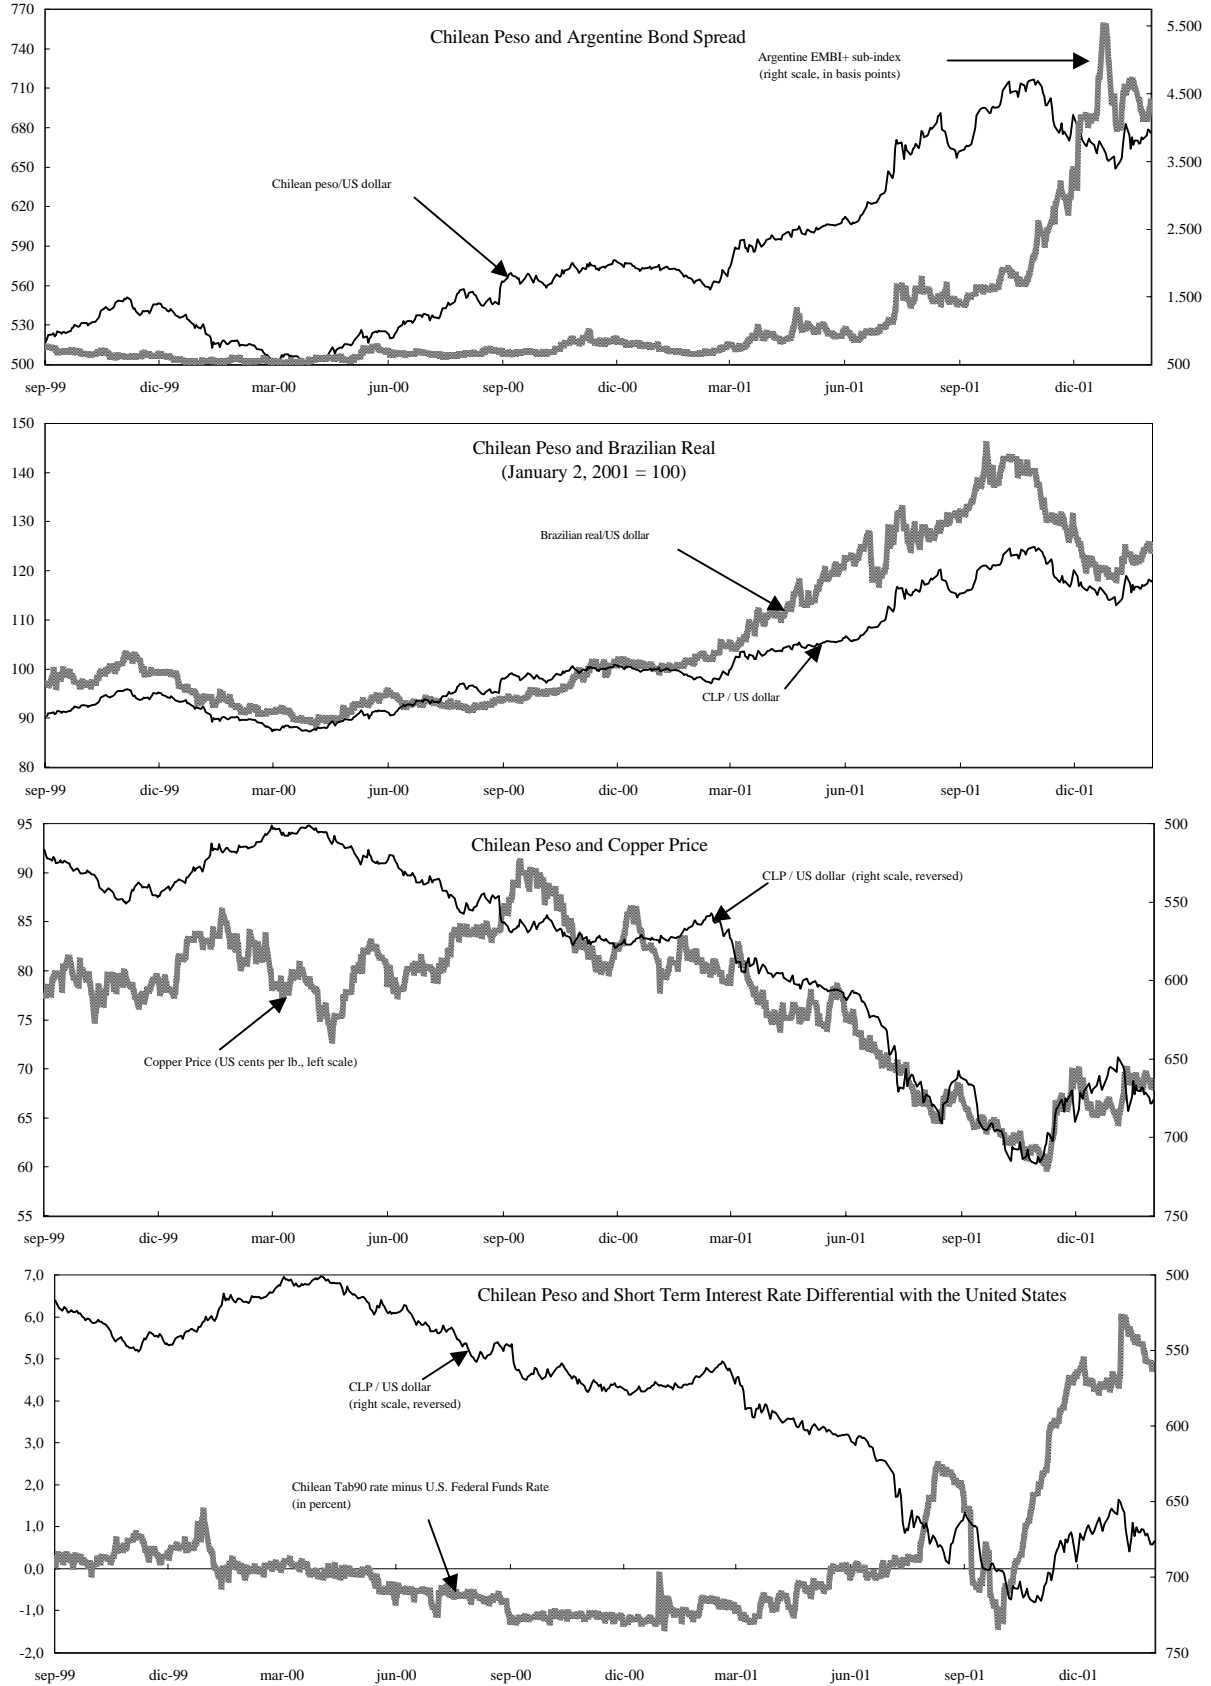 Chilean Peso and Argentine Bond Spread
Argentine EMBI+ sub-index
(right scale, in basis points)
Chilean peso/US dollar
770
740
710
680
650
620
590
560
530
500
5.500
4.500
3.500
2.500
1.500
500
sep-99 dic-99 mar-00 jun-00 sep-00 dic-00 mar-01 jun-01 sep-01 dic-01
Chilean Peso and Brazilian Real
(January 2, 2001 = 100)
Brazilian real/US dollar
CLP / US dollar
150
140
130
120
110
100
90
80
sep-99 dic-99 mar-00 jun-00 sep-00 dic-00 mar-01 jun-01 sep-01 dic-01
Chilean Peso and Copper Price
CLP / US dollar (right scale, reversed)
Copper Price (US cents per lb., left scale)
95
90
85
80
75
70
65
60
55
500
550
600
650
700
750
sep-99 dic-99 mar-00 jun-00 sep-00 dic-00 mar-01 jun-01 sep-01 dic-01
Chilean Peso and Short Term Interest Rate Differential with the United States
CLP / US dollar
(right scale, reversed)
Chilean Tab90 rate minus U.S. Federal Funds Rate
(in percent)
7,0
6,0
5,0
4,0
3,0
2,0
1,0
0,0
-1,0
-2,0
500
550
600
650
700
750
sep-99 dic-99 mar-00 jun-00 sep-00 dic-00 mar-01 jun-01 sep-01 dic-01